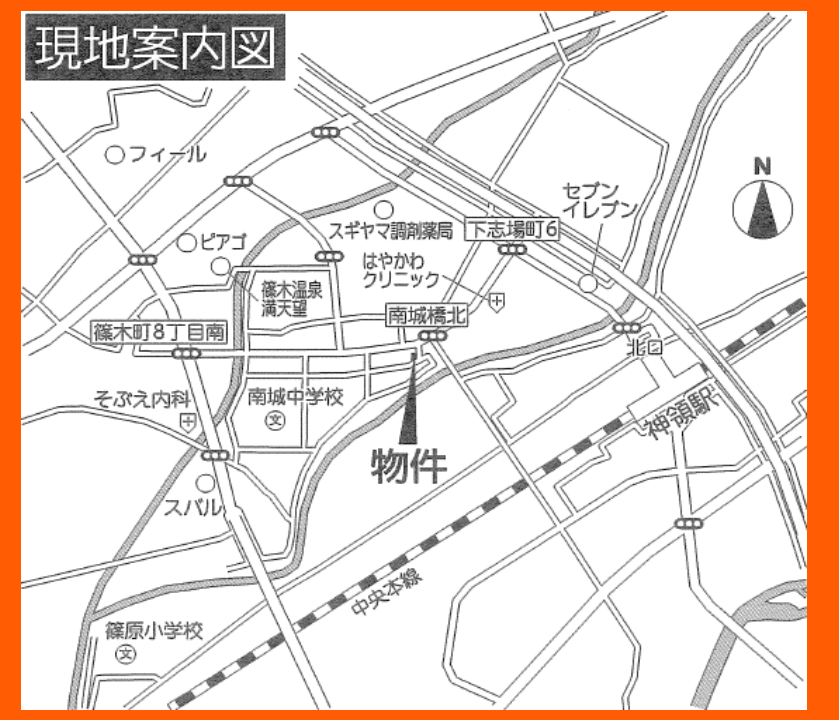 現地案内図
フィール
N
セブン
イレブン
ピアゴ
スギヤマ調剤薬局
下志場町6
はやかわ
クリニック
篠木温泉
満天望
南城橋北
篠木町8丁目南
北口
そぶえ内科
南城中学校
文
神領駅
物件
スバル
中央本線
篠原小学校
文